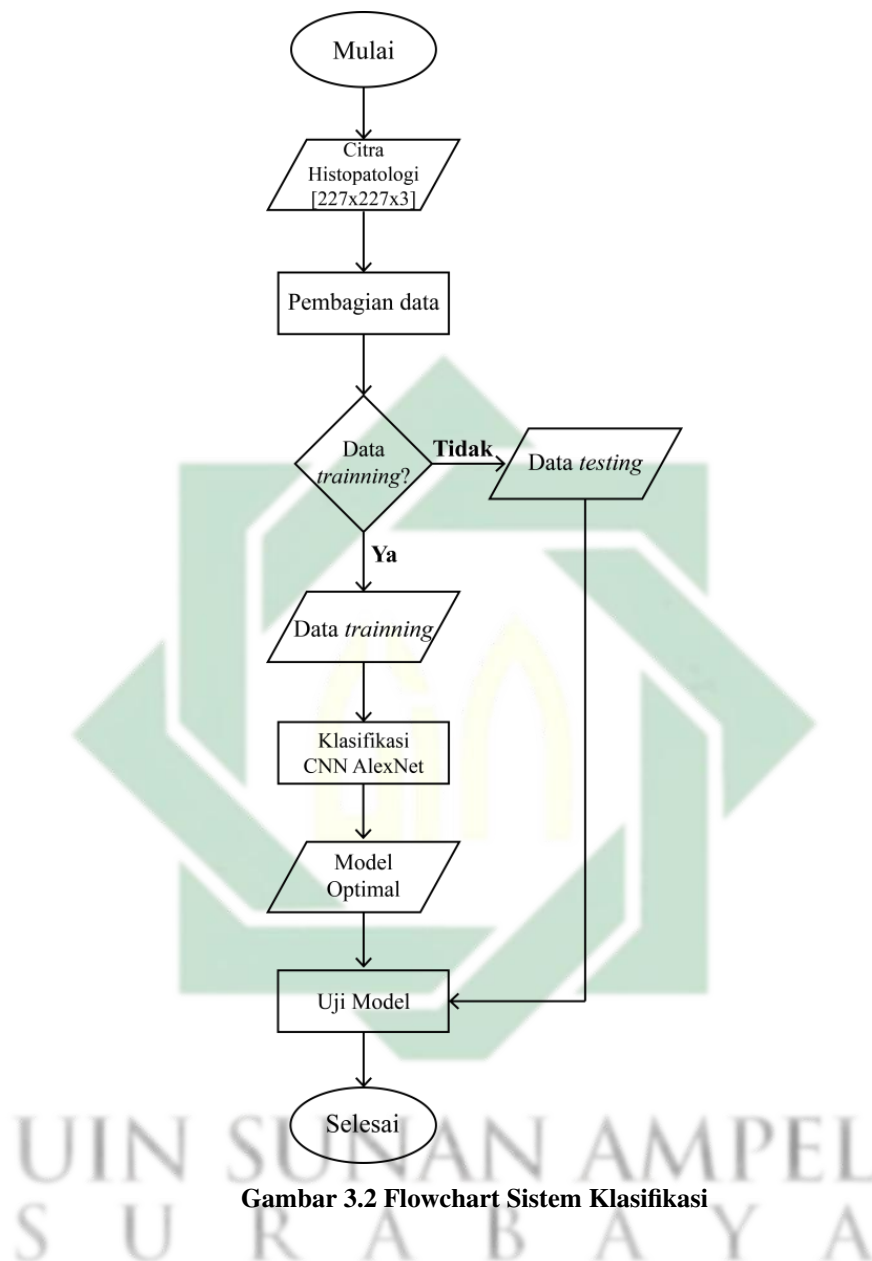 Mulai
Citra
Histopatologi
[227x227x3]
Pembagian data
Data
trainning?
Tidak
Data testing
Ya
Data trainning
Klasifikasi
CNN AlexNet
Model
Optimal
Uji Model
Selesai
UIN SUNAN AMPEL
Gambar 3.2 Flowchart Sistem Klasifikasi
S U R A B A Y A